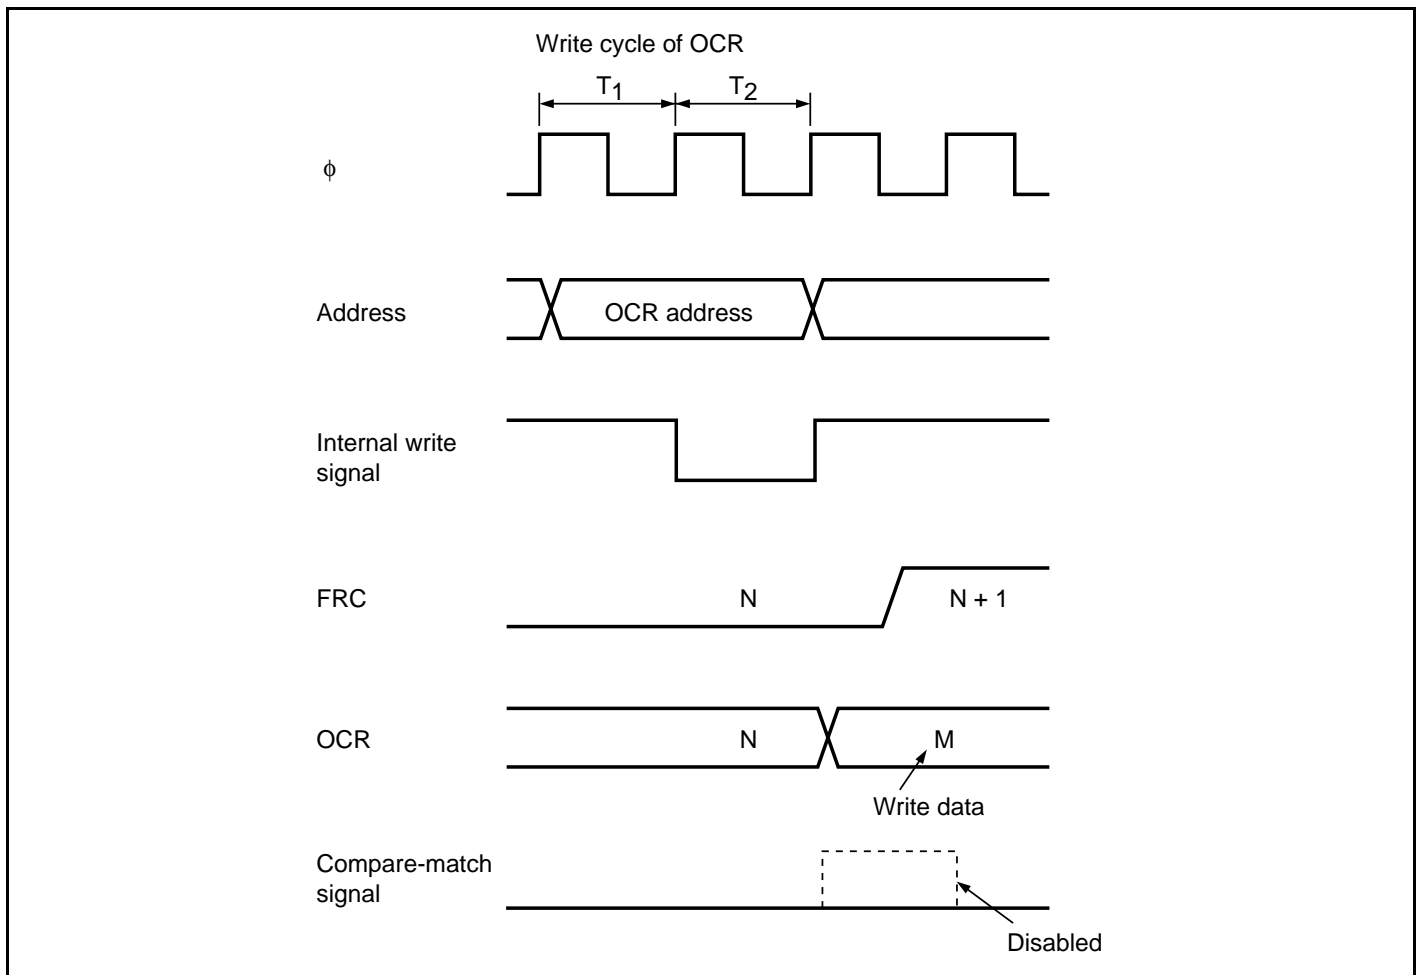 Write cycle of OCR
T1 T2
ϕ
Address
OCR address
Internal write
signal
FRC
N
N + 1
OCR
N
M
Write data
Compare-match
signal
Disabled